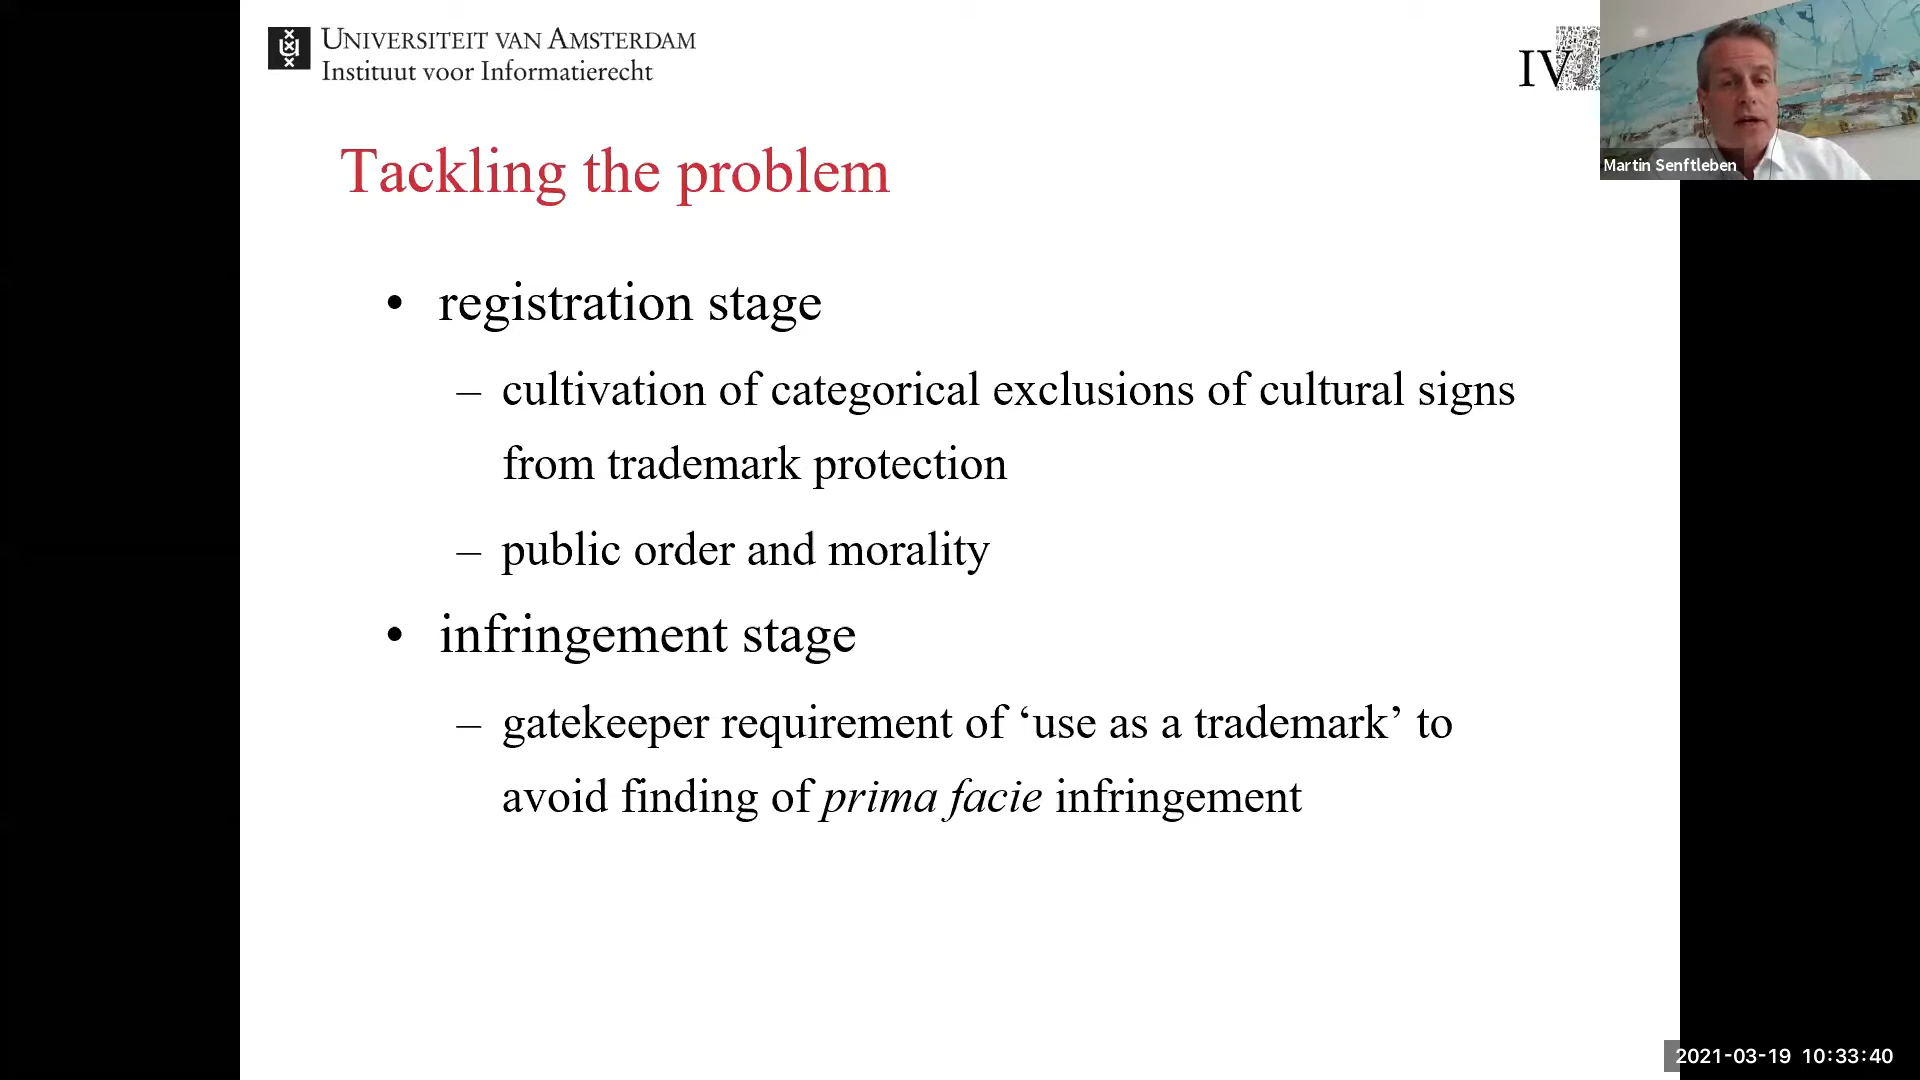 UNIVERSITEIT VAN AMSTERDAM
Instituut voor Informatierecht
IV
Martin Senftleben
Tackling the problem
• registration stage
– cultivation of categorical exclusions of cultural signs
from trademark protection
– public order and morality
• infringement stage
– gatekeeper requirement of ‘use as a trademark’ to
avoid finding of prima facie infringement
2021-03-19 10:33:40